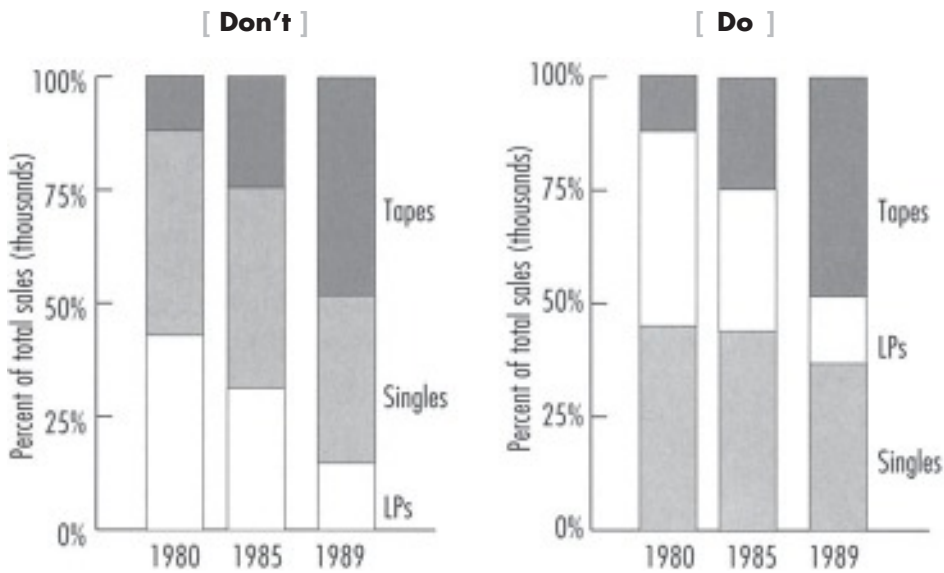 [ Don't ]
Percent of total sales (thousands)
100%
75%
50%
25%
0%
Tapes
Singles
LPs
1980 1985 1989
[ Do ]
Percent of total sales (thousands)
100%
75%
50%
25%
0%
Tapes
LPs
Singles
1980 1985 1989